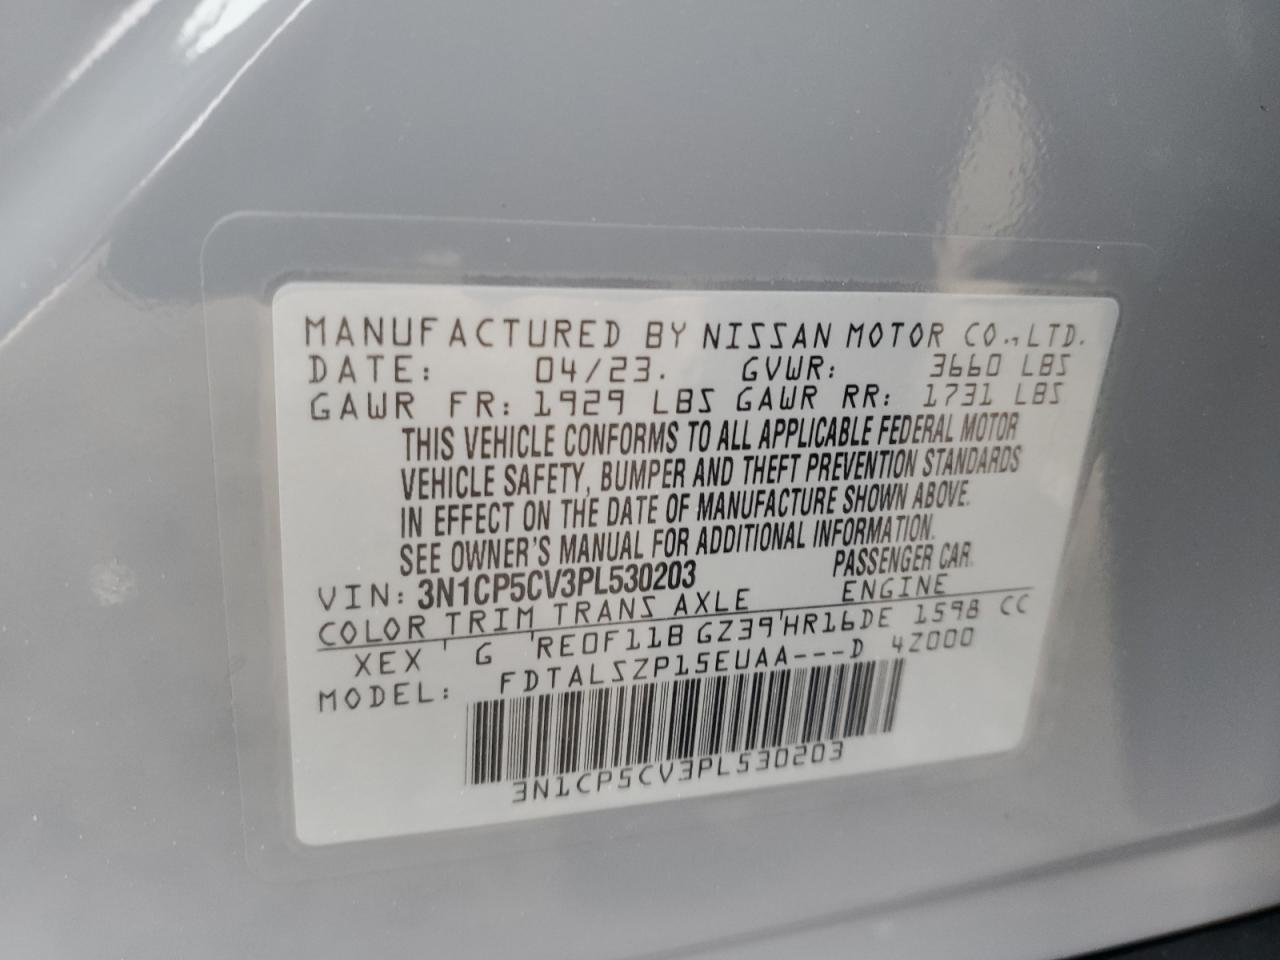 MANUFACTURED BY NISSAN MOTOR CO.,LTD.
DATE: 04/23. GVWR: 3660 LBS
GAWR FR: 1929 LBS GAWR RR: 1731 LBS
THIS VEHICLE CONFORMS TO ALL APPLICABLE FEDERAL MOTOR
VEHICLE SAFETY, BUMPER AND THEFT PREVENTION STANDARDS
IN EFFECT ON THE DATE OF MANUFACTURE SHOWN ABOVE.
SEE OWNER'S MANUAL FOR ADDITIONAL INFORMATION.
VIN: 3N1CP5CV3PL530203 PASSENGER CAR.
COLOR TRIM TRANS AXLE ENGINE
XEX ' G 'RE0F11B GZ39'HR16DE 1598 CC
MODEL: FDTALSZP15EUAA---D 4Z000
3N1CP5CV3PL530203